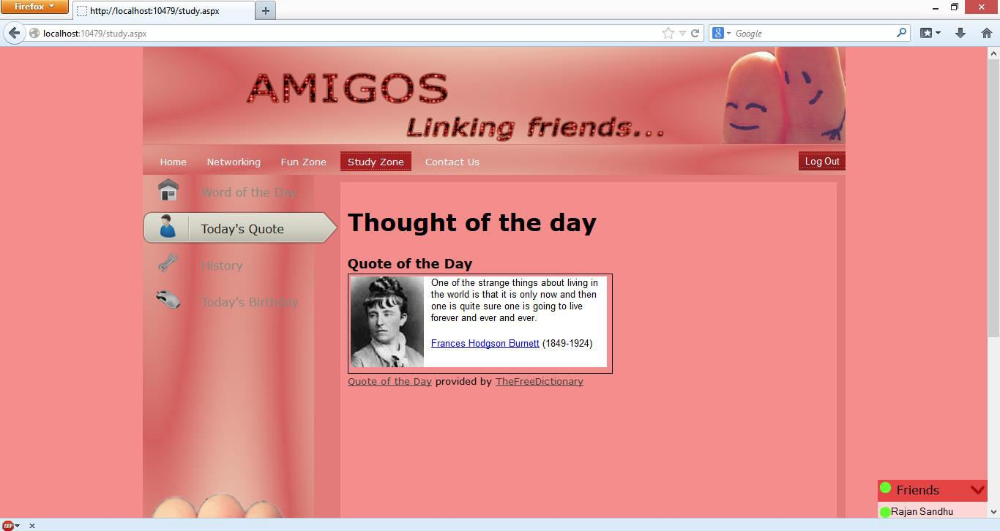 Firefox
http://localhost:10479/study.aspx
localhost:10479/study.aspx
Google
AMIGOS
Linking friends...
Home Networking Fun Zone Study Zone Contact Us Log Out
Word of the Day
Today's Quote
History
Today's Birthday
Thought of the day
Quote of the Day
One of the strange things about living in
the world is that it is only now and then
one is quite sure one is going to live
forever and ever and ever.
Frances Hodgson Burnett (1849-1924)
Quote of the Day provided by TheFreeDictionary
Friends
Rajan Sandhu
ABP